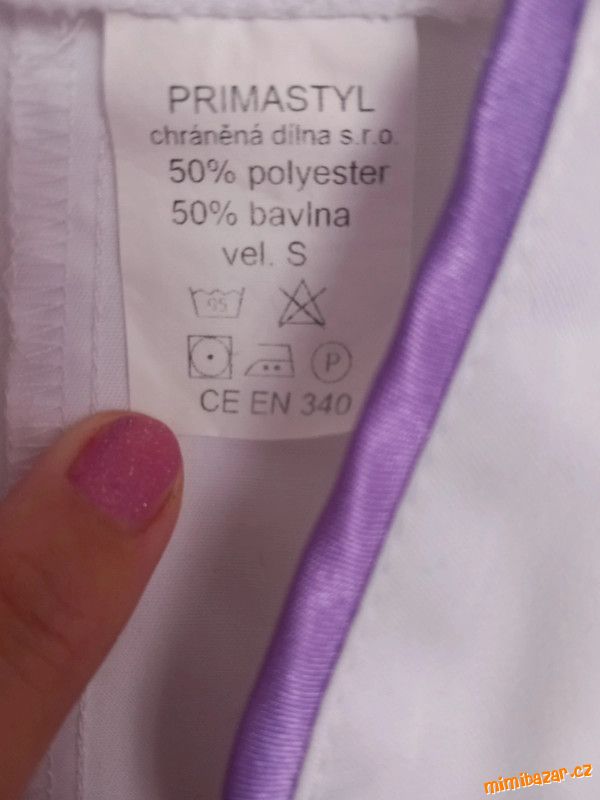 PRIMASTYL
chráněná dílna s.r.o.
50% polyester
50% bavlna
vel. S
95
P
CE EN 340
mimibazar.cz